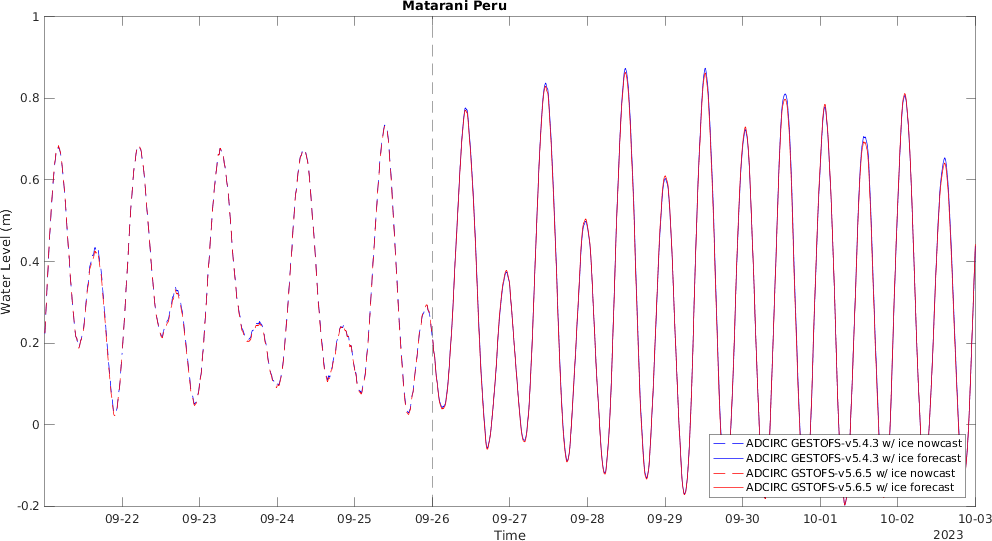 Matarani Peru
1
0.8
0.6
0.4
0.2
0
-0.2
Water Level (m)
ADCIRC GESTOFS-v5.4.3 w/ ice nowcast
ADCIRC GESTOFS-v5.4.3 w/ ice forecast
ADCIRC GSTOFS-v5.6.5 w/ ice nowcast
ADCIRC GSTOFS-v5.6.5 w/ ice forecast
09-22 09-23 09-24 09-25 09-26 09-27 09-28 09-29 09-30 10-01 10-02 10-03
Time 2023